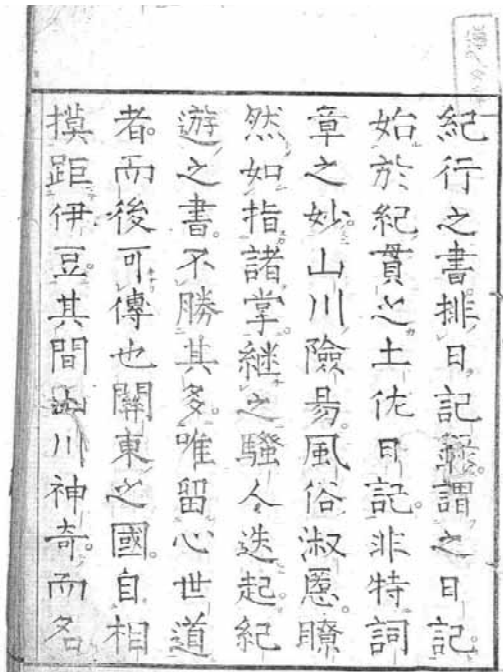 紀行之書。排日記録。謂之日記。
始於紀貫之土佐日記。非特詞
章之妙。山川險易。風俗淑慝。瞭
然如指諸掌。継之騷人迭起。紀
遊之書。不勝其多。唯留心世道
者。而後可傳也。關東之國。自相
摸距伊豆。其間山川神奇。而名